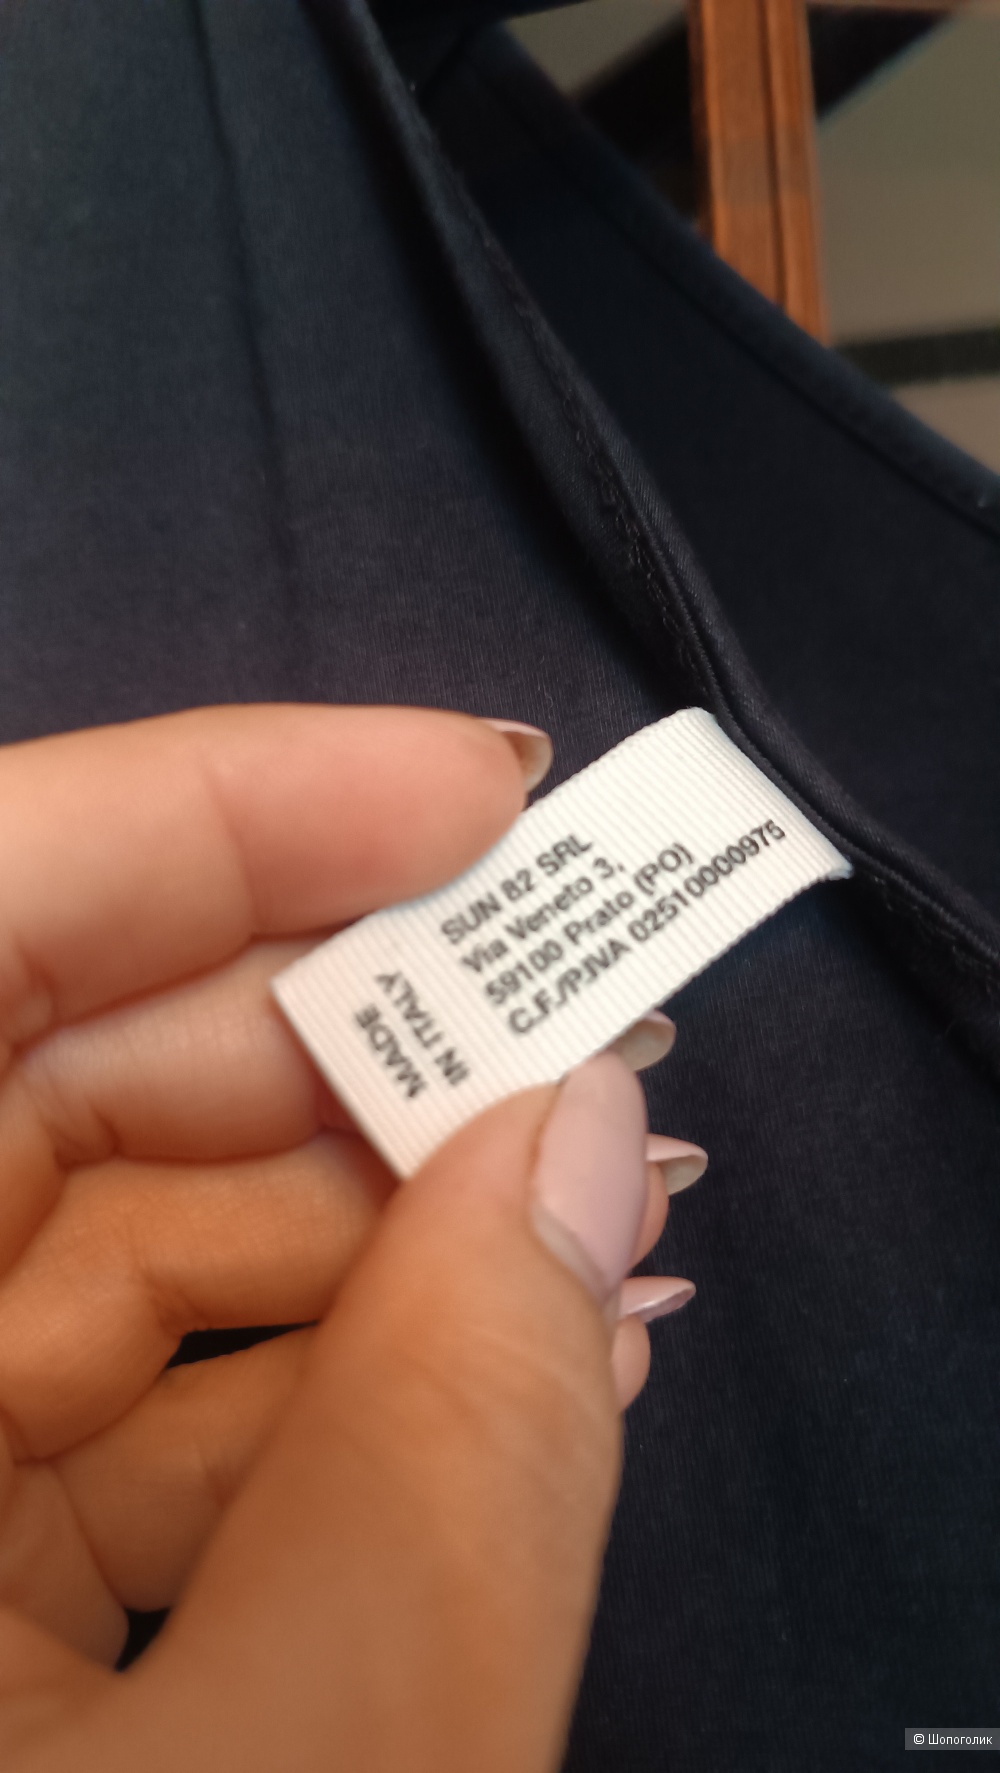 SUN 82 SRL
Via Veneto 3,
59100 Prato (PO)
C.F./P.IVA 02510000975
MADE
IN ITALY
© Шопоголик